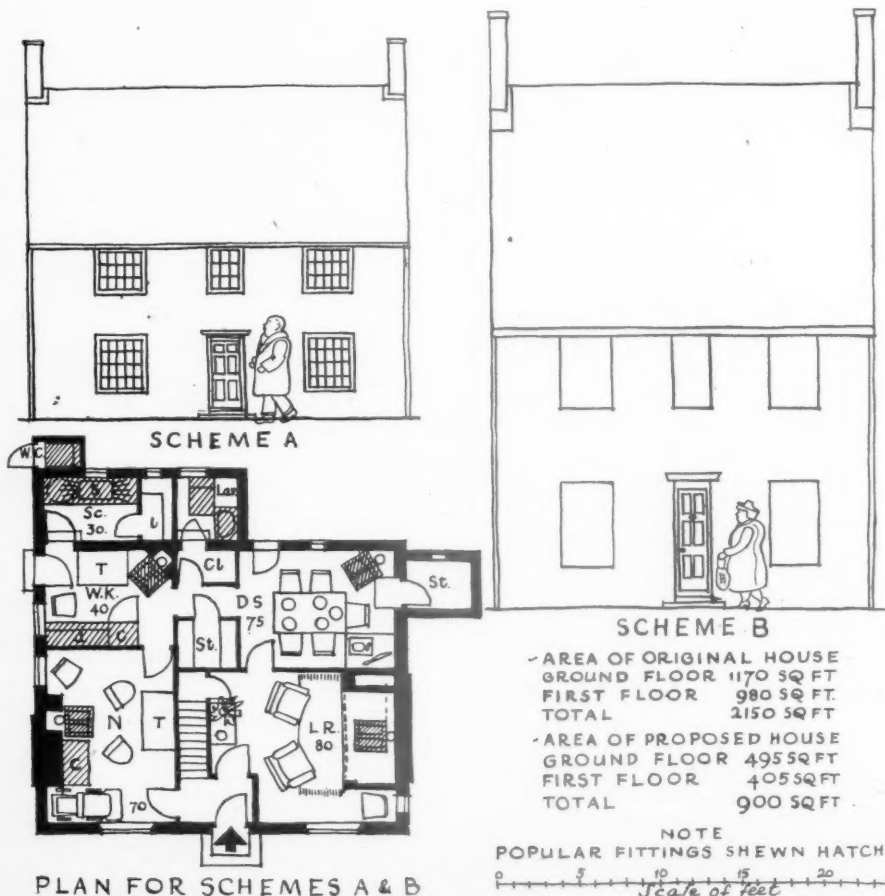 SCHEME A
SCHEME B
W.C.
Sc.
30.
l
Lav
T
W.K.
40
Cl
DS
75
St.
St.
C
N
T
L.R.
80
C
70
PLAN FOR SCHEMES A & B
- AREA OF ORIGINAL HOUSE
GROUND FLOOR 1170 SQ FT
FIRST FLOOR 980 SQ FT.
TOTAL 2150 SQ FT
- AREA OF PROPOSED HOUSE
GROUND FLOOR 495 SQ FT
FIRST FLOOR 405 SQ FT
TOTAL 900 SQ FT
NOTE
POPULAR FITTINGS SHEWN HATCH
0 5 10 15 20
Scale of feet